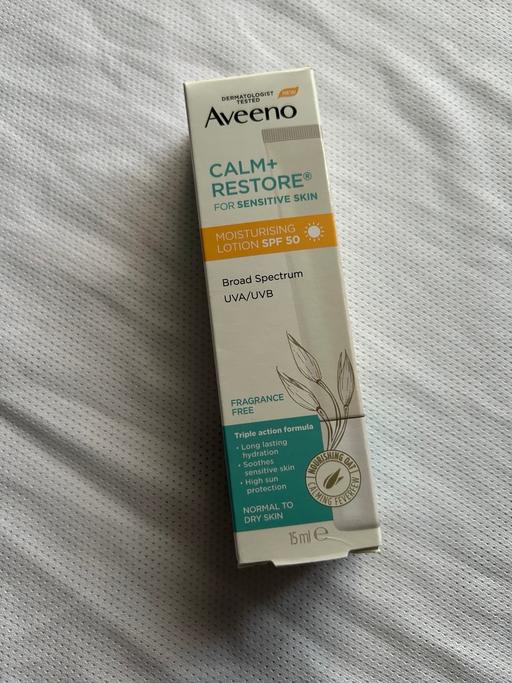 DERMATOLOGIST
TESTED
NEW
Aveeno
CALM+
RESTORE®
FOR SENSITIVE SKIN
MOISTURISING
LOTION SPF 50
Broad Spectrum
UVA/UVB
FRAGRANCE
FREE
Triple action formula
• Long lasting
hydration
• Soothes
sensitive skin
• High sun
protection
NOURISHING OAT
CALMING FEVERFEW
NORMAL TO
DRY SKIN
15 ml ℮